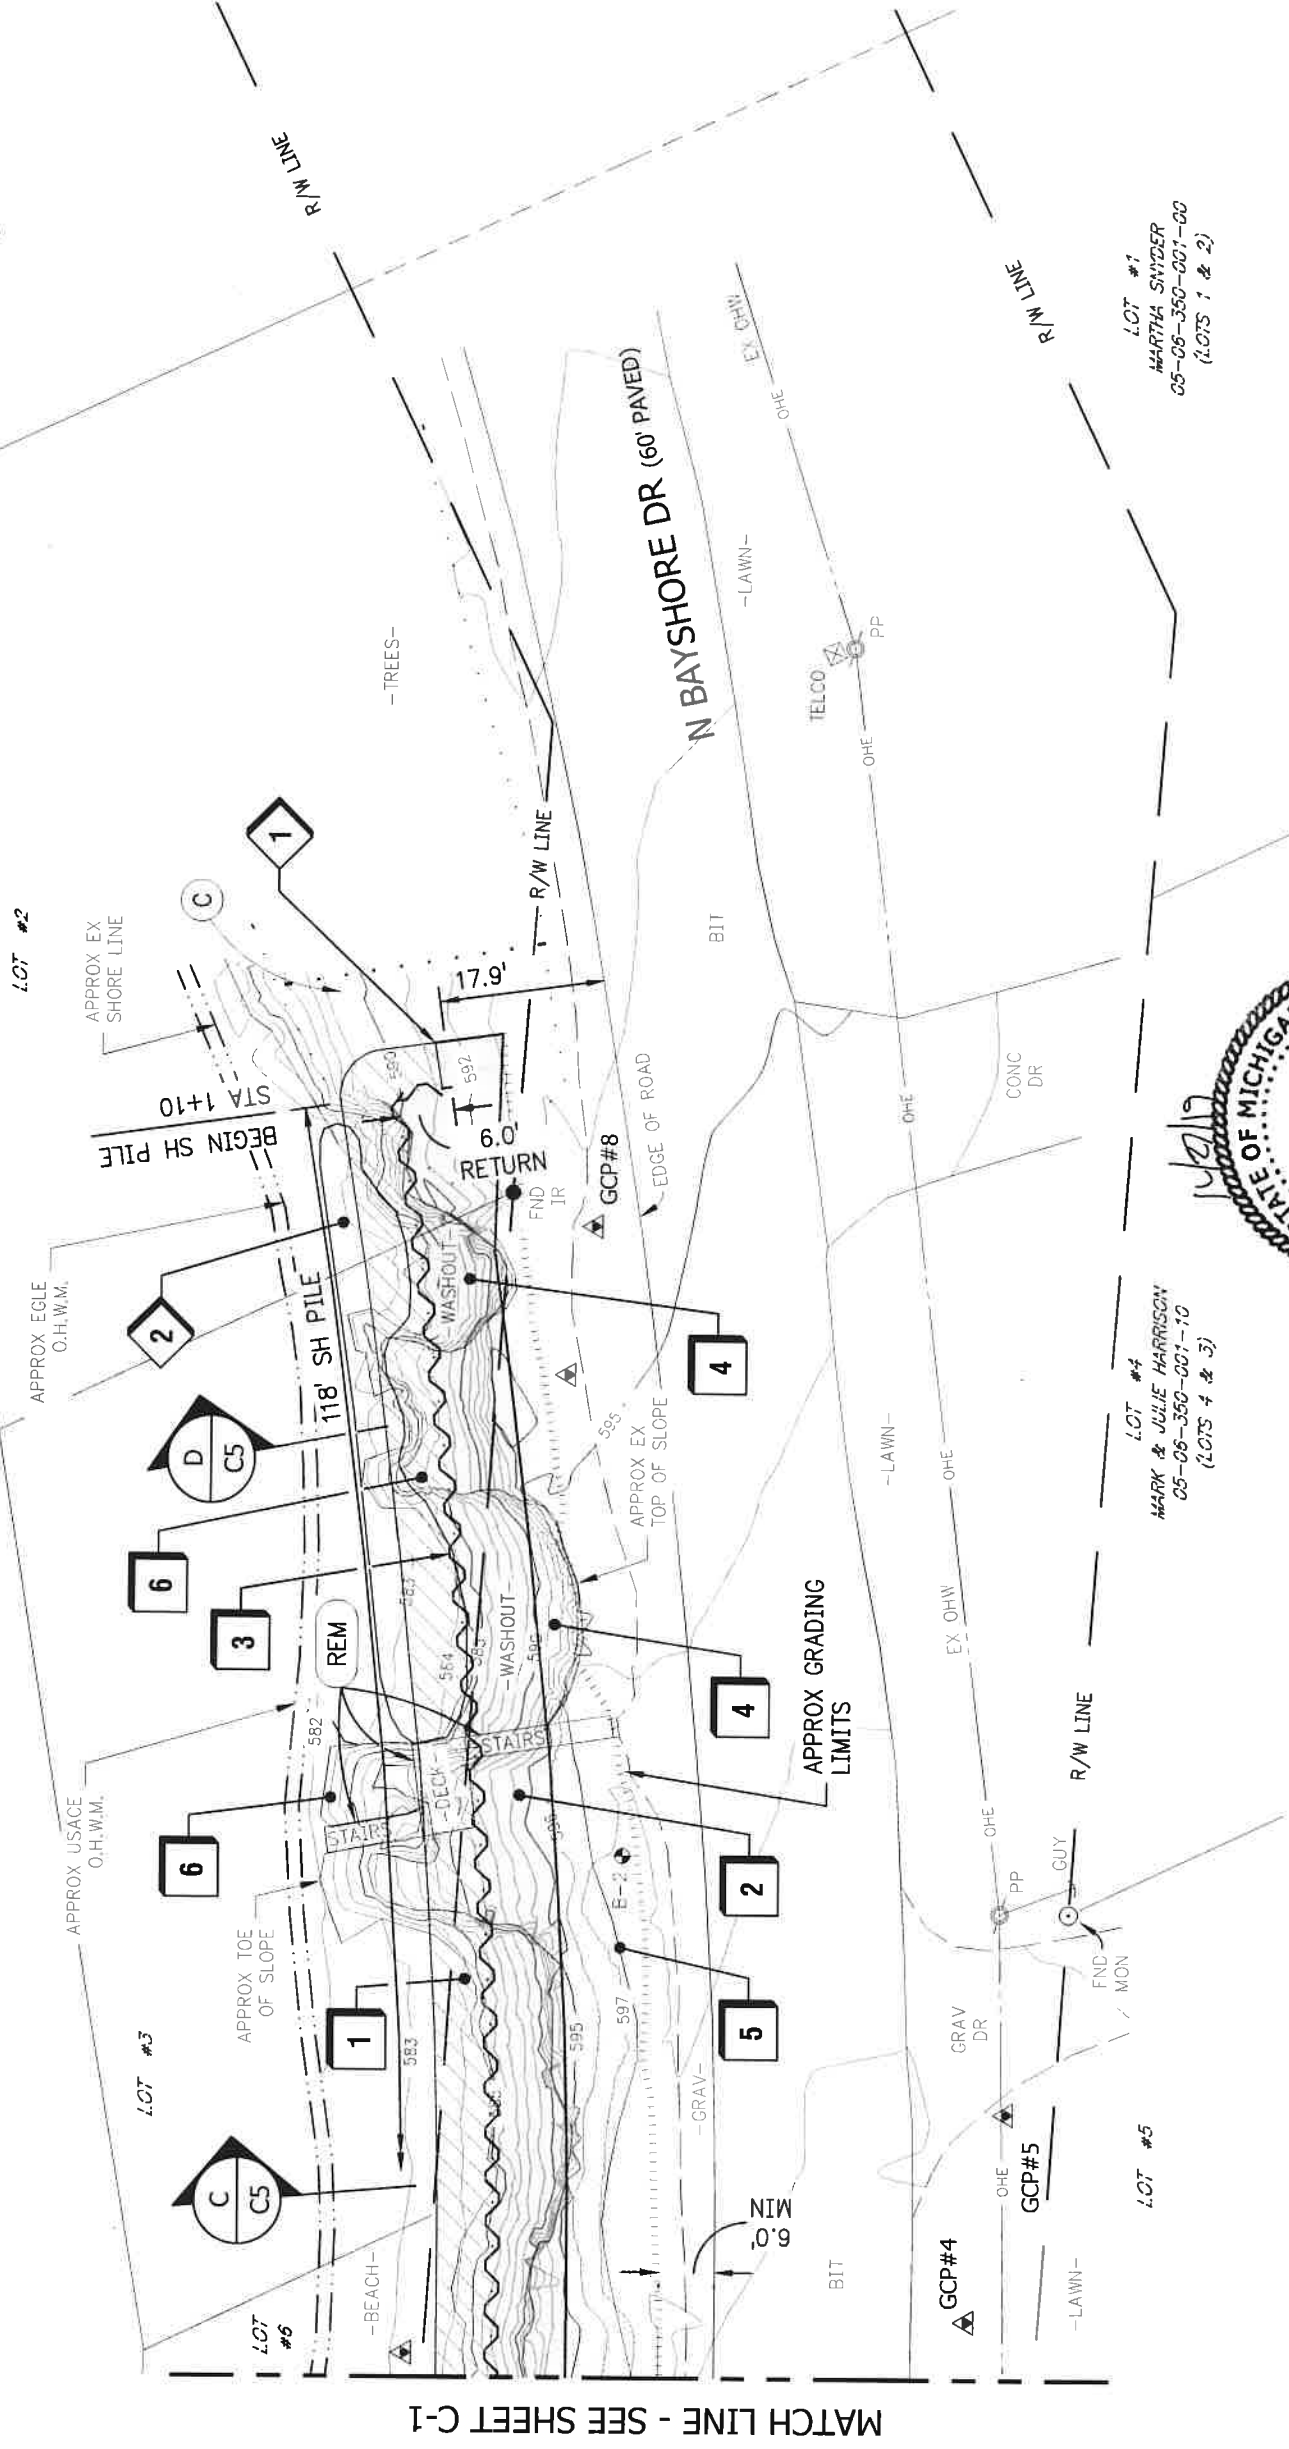 LOT #2
APPROX EX
SHORE LINE
C
1
R/W LINE
-TREES-
BEGIN SH PILE
STA 1+10
17.9'
R/W LINE
590
592
6.0'
RETURN
FND
IR
GCP#8
EDGE OF ROAD
N BAYSHORE DR (60' PAVED)
BIT
-LAWN-
EX OHW
OHE
TELCO
PP
OHE
R/W LINE
LOT #1
MARTHA SNYDER
05-06-350-001-00
(LOTS 1 & 2)
CONC
DR
OHE
STATE OF MICHIGA
APPROX EGLE
O.H.W.M.
2
118' SH PILE
D
C5
-WASHOUT-
4
595
APPROX EX
TOP OF SLOPE
-LAWN-
OHE
EX OHW
LOT #4
MARK & JULIE HARRISON
05-06-350-001-10
(LOTS 4 & 3)
6
3
REM
583
584
585
-WASHOUT-
596
4
APPROX GRADING
LIMITS
R/W LINE
APPROX USACE
O.H.W.M.
582
6
STAIRS
-DECK-
STAIRS
B-2
2
OHE
PP
GUY
FND
MON
LOT #3
APPROX TOE
OF SLOPE
1
583
595
597
5
-GRAV-
GRAV
DR
C
C5
6.0'
MIN
BIT
OHE
GCP#5
GCP#4
-LAWN-
LOT #5
LOT
#6
-BEACH-
MATCH LINE - SEE SHEET C-1